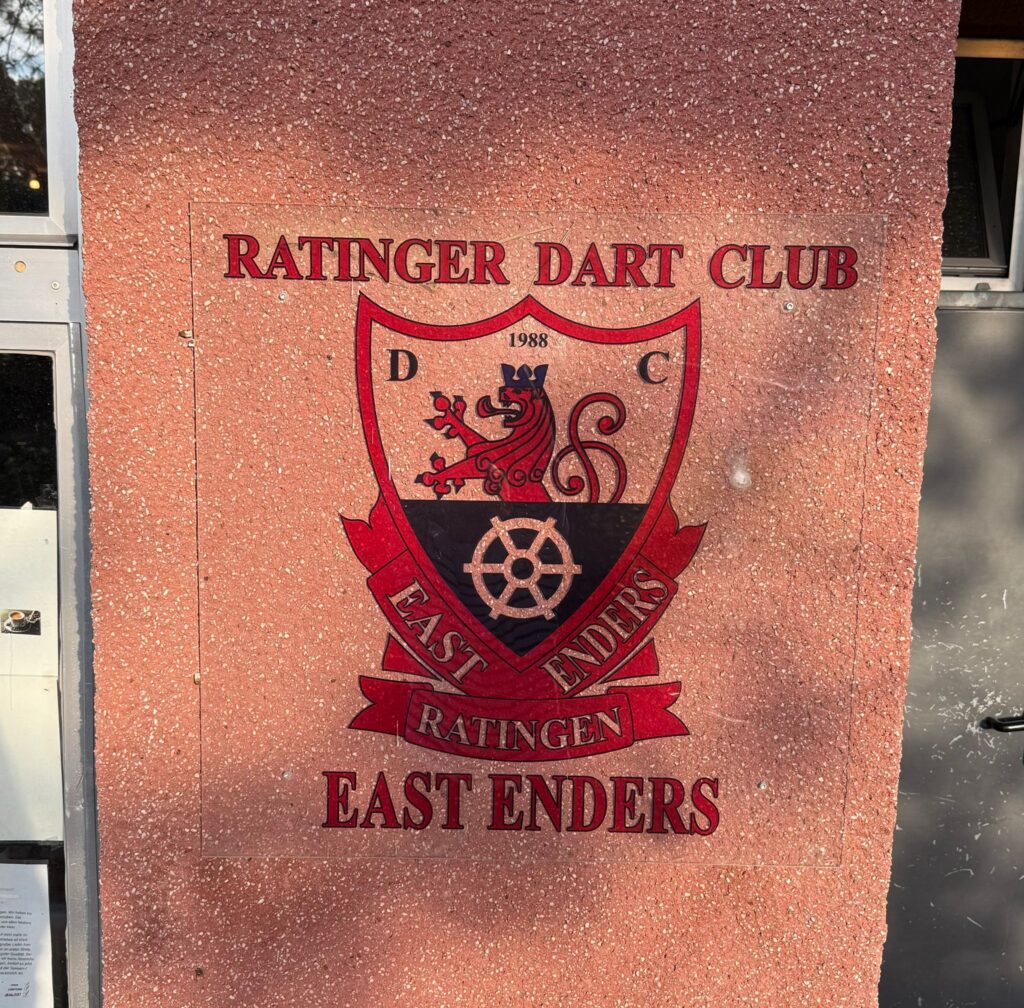 RATINGER DART CLUB
1988
D C
EAST ENDERS
RATINGEN
EAST ENDERS